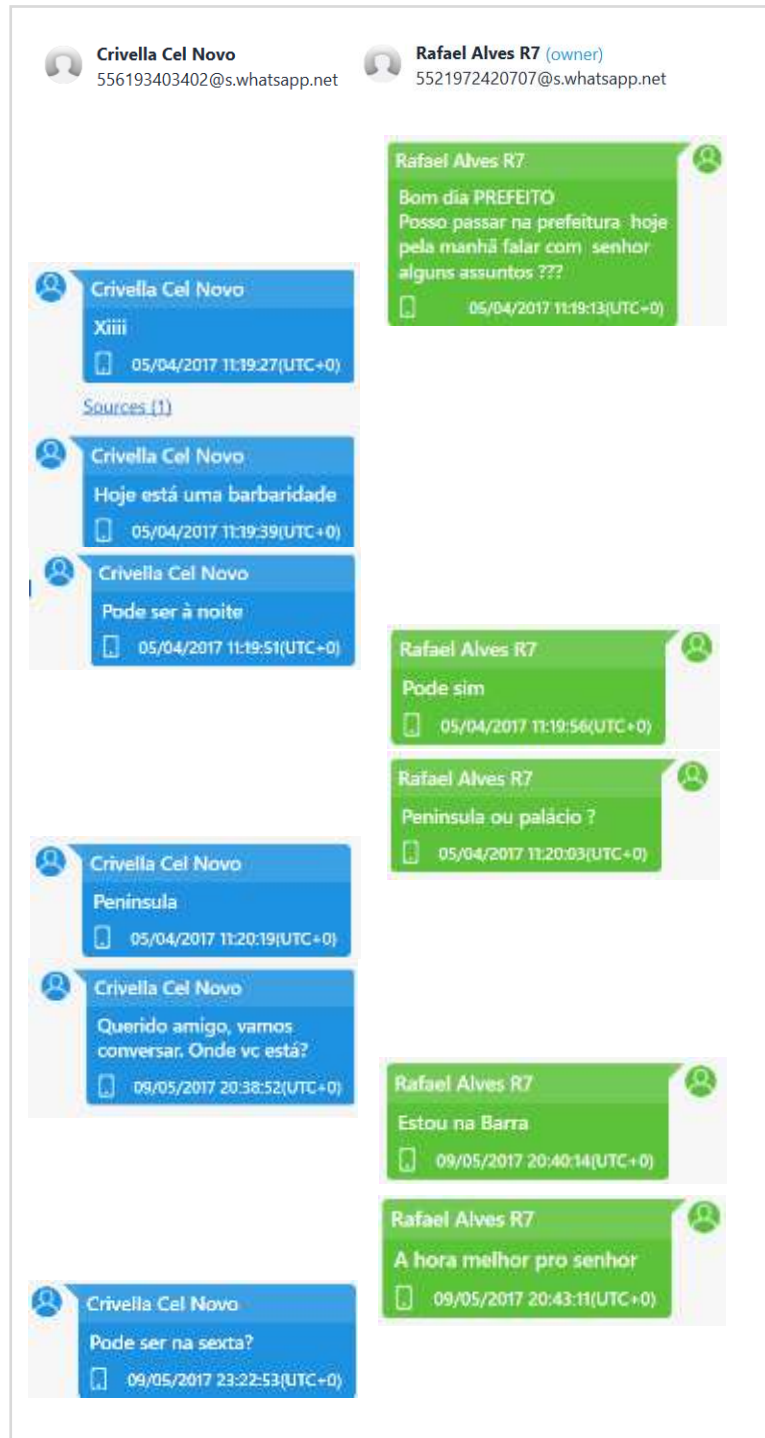 Crivella Cel Novo
556193403402@s.whatsapp.net
Rafael Alves R7 (owner)
5521972420707@s.whatsapp.net
Rafael Alves R7
Bom dia PREFEITO
Posso passar na prefeitura hoje
pela manhã falar com senhor
alguns assuntos ???
05/04/2017 11:19:13(UTC+0)
Crivella Cel Novo
Xiiii
05/04/2017 11:19:27(UTC+0)
Sources (1)
Crivella Cel Novo
Hoje está uma barbaridade
05/04/2017 11:19:39(UTC+0)
Crivella Cel Novo
Pode ser à noite
05/04/2017 11:19:51(UTC+0)
Rafael Alves R7
Pode sim
05/04/2017 11:19:56(UTC+0)
Rafael Alves R7
Peninsula ou palácio ?
05/04/2017 11:20:03(UTC+0)
Crivella Cel Novo
Peninsula
05/04/2017 11:20:19(UTC+0)
Crivella Cel Novo
Querido amigo, vamos
conversar. Onde vc está?
09/05/2017 20:38:52(UTC+0)
Rafael Alves R7
Estou na Barra
09/05/2017 20:40:14(UTC+0)
Rafael Alves R7
A hora melhor pro senhor
09/05/2017 20:43:11(UTC+0)
Crivella Cel Novo
Pode ser na sexta?
09/05/2017 23:22:53(UTC+0)